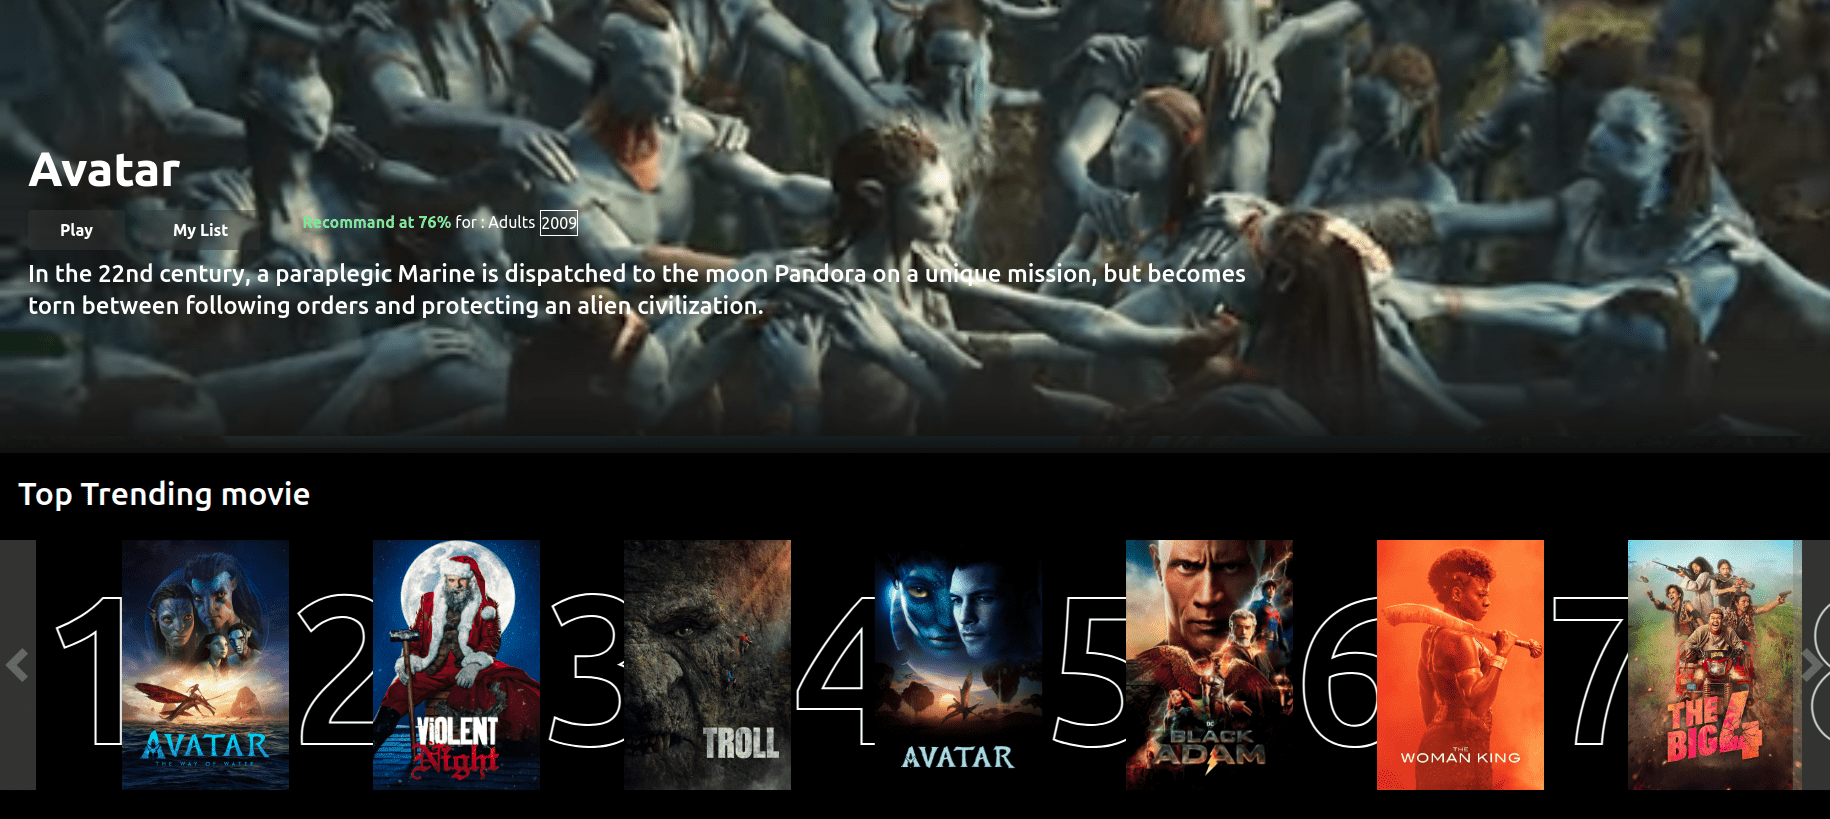 Avatar
Play
My List
Recommand at 76% for : Adults 2009
In the 22nd century, a paraplegic Marine is dispatched to the moon Pandora on a unique mission, but becomes
torn between following orders and protecting an alien civilization.
Top Trending movie
1
AVATAR
THE WAY OF WATER
2
VIOLENT
Night
3
TROLL
4
AVATAR
5
DC
BLACK
ADAM
6
THE
WOMAN KING
7
THE
BIG 4
8